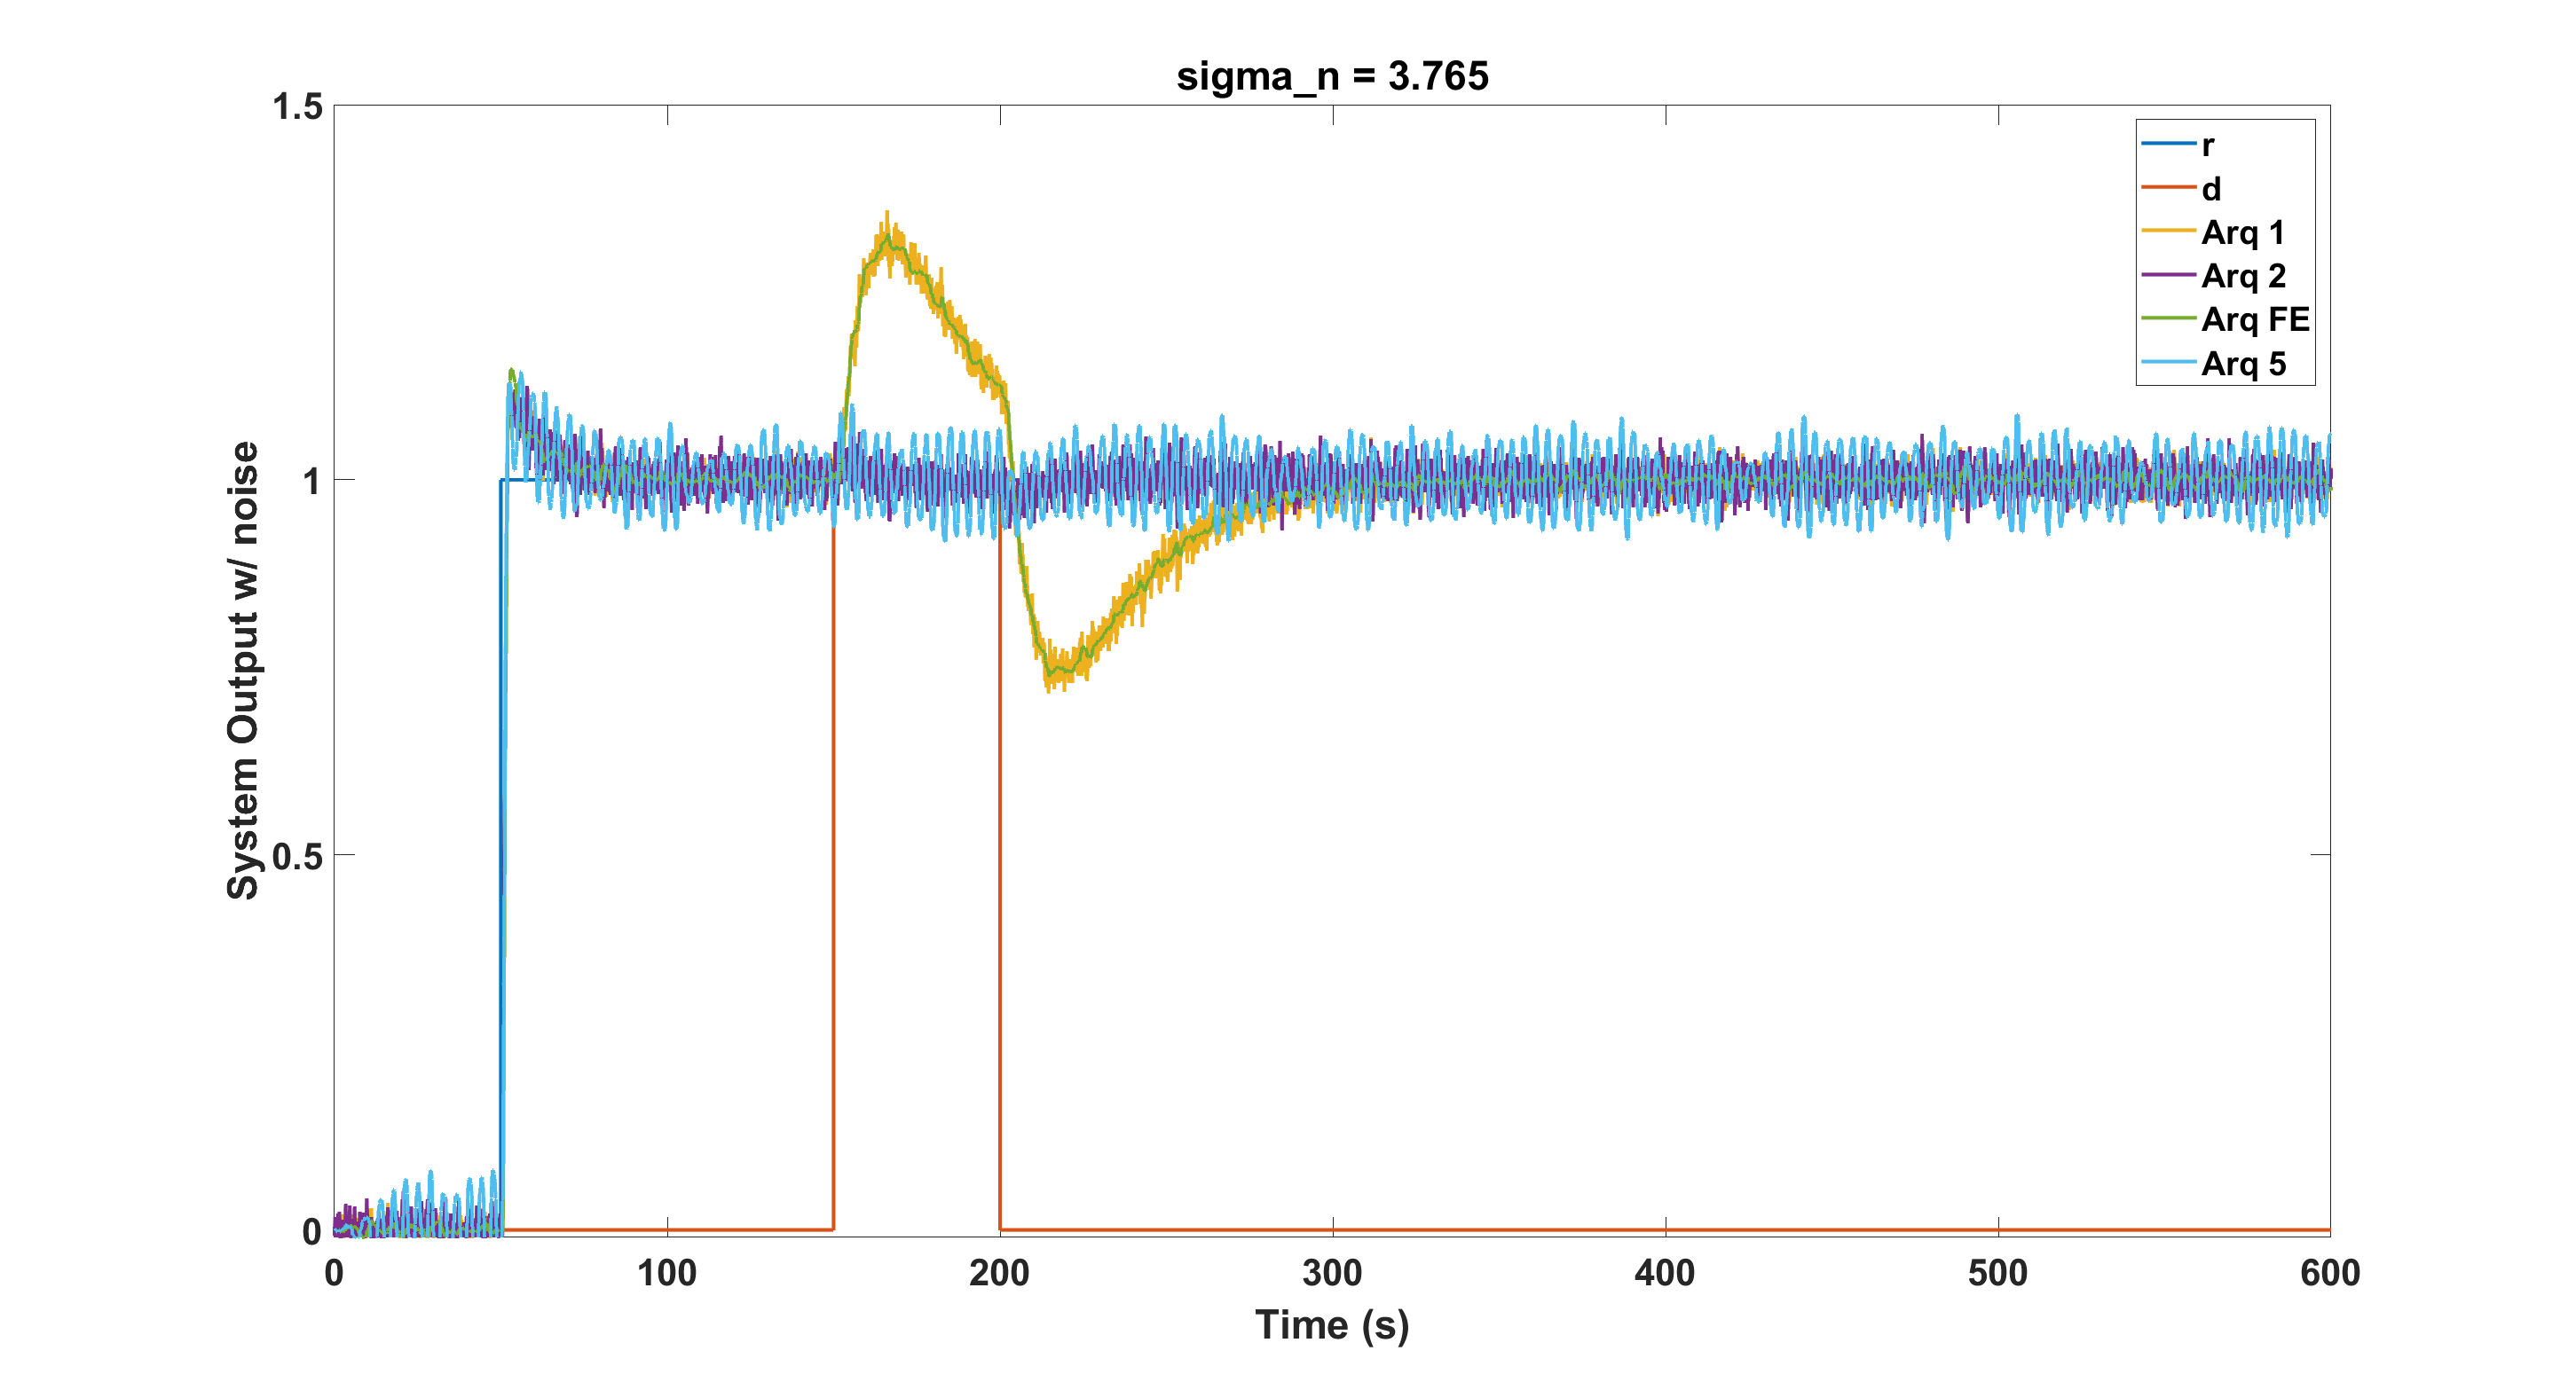 sigma_n = 3.765
1.5
1
0.5
0
System Output w/ noise
r
d
Arq 1
Arq 2
Arq FE
Arq 5
0 100 200 300 400 500 600
Time (s)